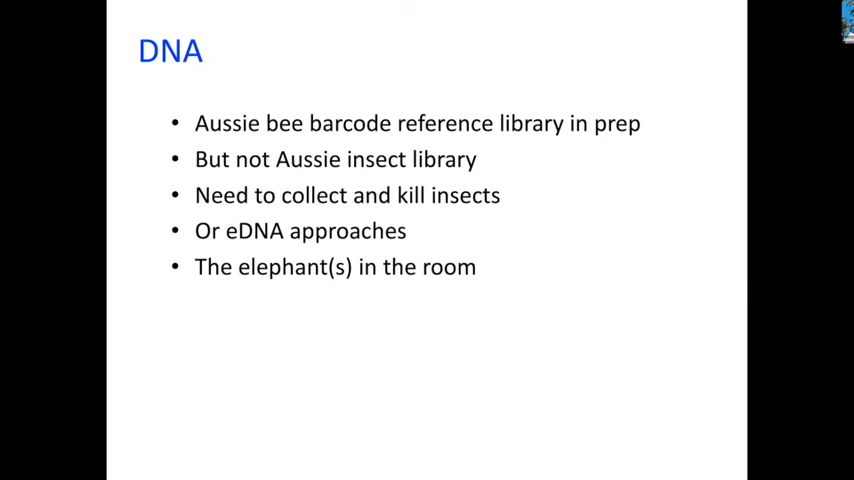 DNA
• Aussie bee barcode reference library in prep
• But not Aussie insect library
• Need to collect and kill insects
• Or eDNA approaches
• The elephant(s) in the room